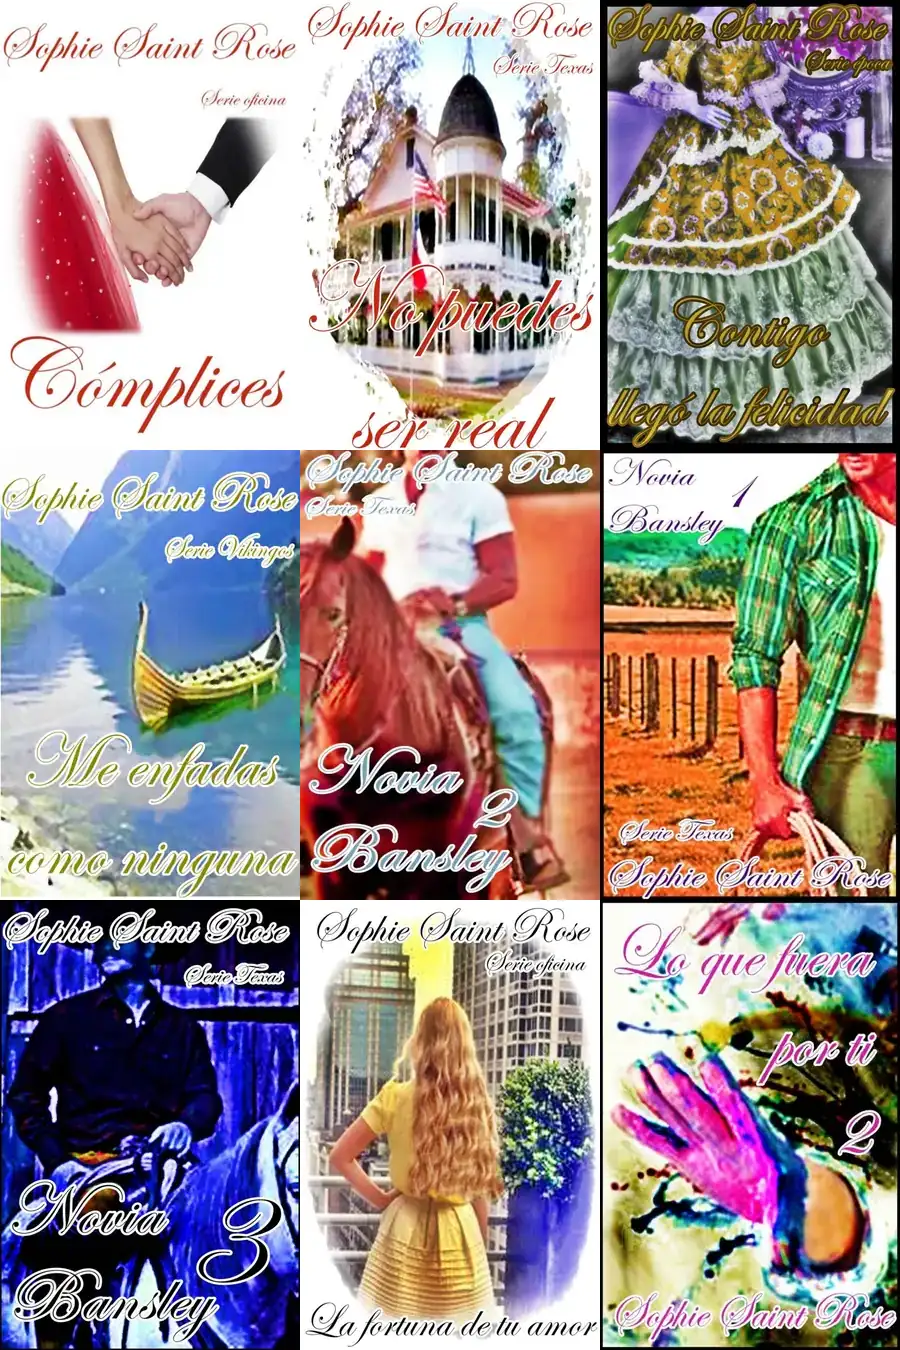 Sophie Saint Rose
Serie oficina
Cómplices
Sophie Saint Rose
Serie Texas
No puedes
ser real
Sophie Saint Rose
Serie época
Contigo
llegó la felicidad
Sophie Saint Rose
Serie Vikingos
Me enfadas
como ninguna
Sophie Saint Rose
Serie Texas
Novia
2
Bansley
Novia
1
Bansley
Serie Texas
Sophie Saint Rose
Sophie Saint Rose
Serie Texas
Novia
3
Bansley
Sophie Saint Rose
Serie oficina
La fortuna de tu amor
Lo que fuera
por ti
2
Sophie Saint Rose